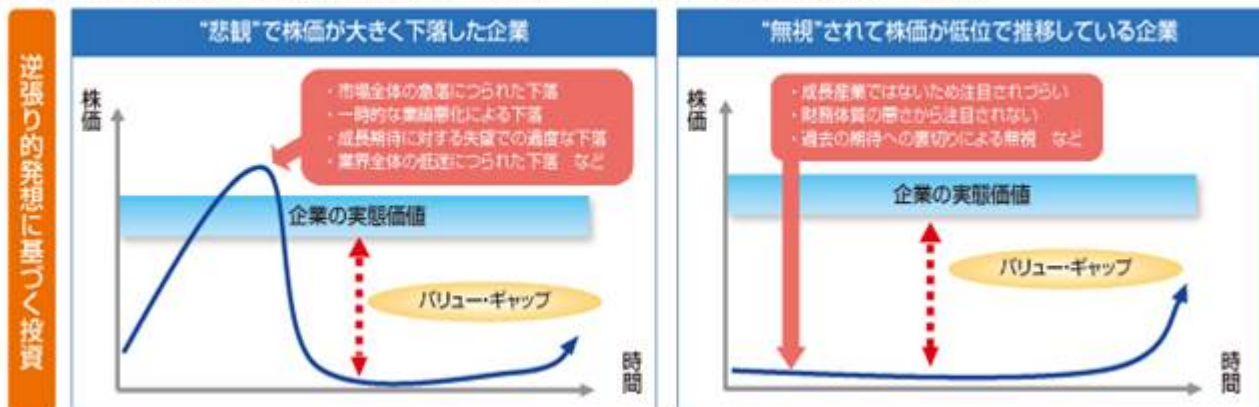 逆張り的発想に基づく投資
“悲観”で株価が大きく下落した企業
株価
・市場全体の急落につられた下落
・一時的な業績悪化による下落
・成長期待に対する失望での過度な下落
・業界全体の低迷につられた下落　など
企業の実態価値
バリュー・ギャップ
時間
“無視”されて株価が低位で推移している企業
株価
・成長産業ではないため注目されづらい
・財務体質の悪さから注目されない
・過去の期待への裏切りによる無視　など
企業の実態価値
バリュー・ギャップ
時間